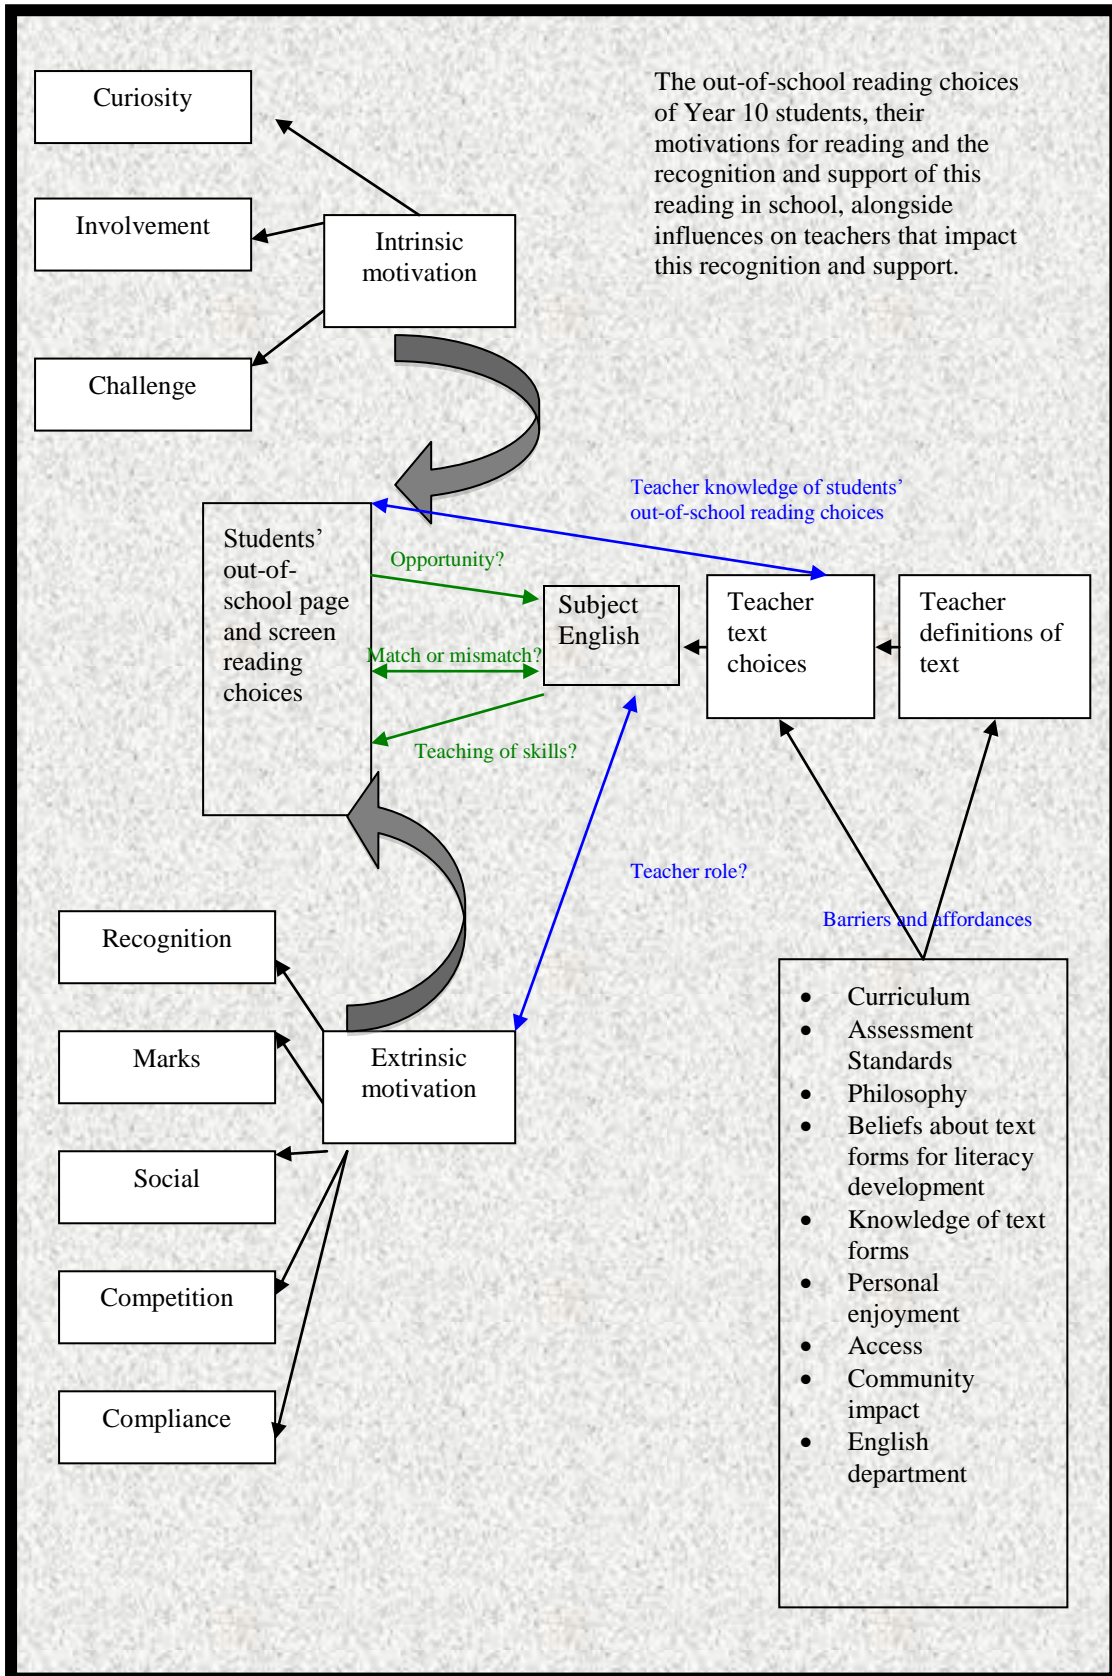 Curiosity
The out-of-school reading choices
of Year 10 students, their
motivations for reading and the
recognition and support of this
reading in school, alongside
influences on teachers that impact
this recognition and support.
Involvement
Intrinsic
motivation
Challenge
Teacher knowledge of students’
out-of-school reading choices
Students’
out-of-
school page
and screen
reading
choices
Opportunity?
Match or mismatch?
Teaching of skills?
Subject
English
Teacher
text
choices
Teacher
definitions of
text
Teacher role?
Barriers and affordances
Recognition
Marks
Extrinsic
motivation
Social
Competition
Compliance
• Curriculum
• Assessment
Standards
• Philosophy
• Beliefs about text
forms for literacy
development
• Knowledge of text
forms
• Personal
enjoyment
• Access
• Community
impact
• English
department